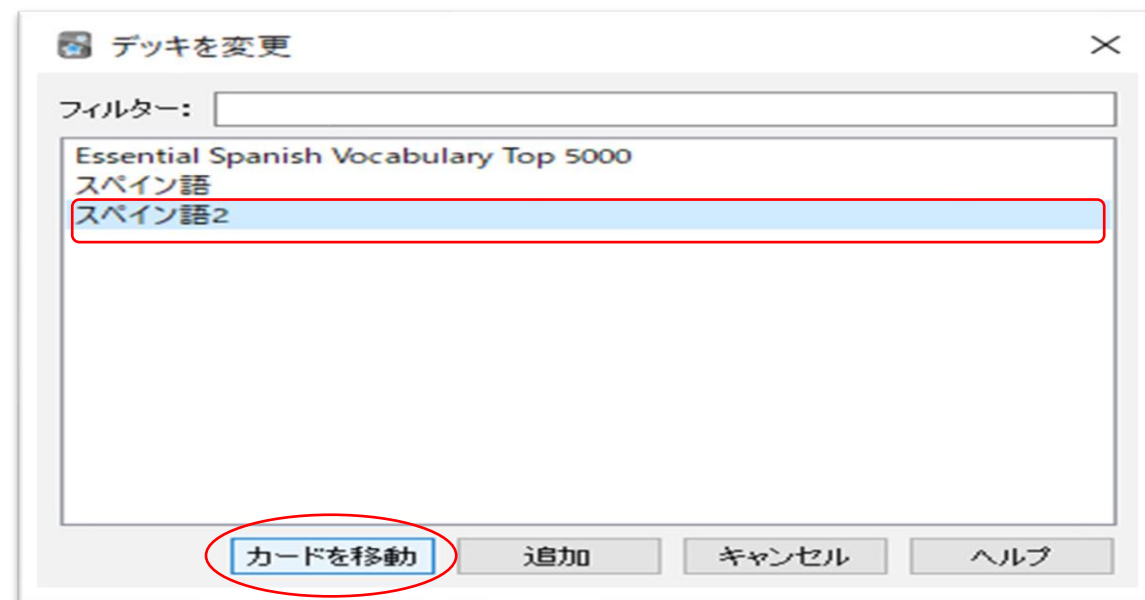 デッキを変更
フィルター:
Essential Spanish Vocabulary Top 5000
スペイン語
スペイン語2
カードを移動 追加 キャンセル ヘルプ